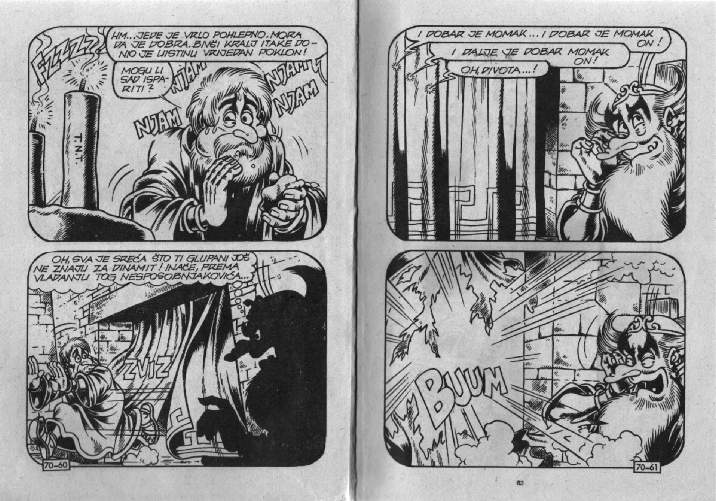 HM... JEDE JE VRLO POHLEPNO, MORA
DA JE DOBRA. BIVŠI KRALJ ITAKE DO-
NIO JE UISTINU VRIJEDAN POKLON!
FZZZZZ
MOGU LI
SAD ISPA-
RITI?
NJAM
NJAM
NJAM
NJAM
T.N.T.
OH, SVA JE SREĆA ŠTO TI GLUPANI JOŠ
NE ZNAJU ZA DINAMIT! INAČE, PREMA
VLADANJU TOG NESPOSOBNJAKOVIĆA...
ZVIZ
70-60
I DOBAR JE MOMAK... I DOBAR JE MOMAK
ON!
I DALJE JE DOBAR MOMAK
ON!
OH, DIVOTA...!
BUUM
70-61